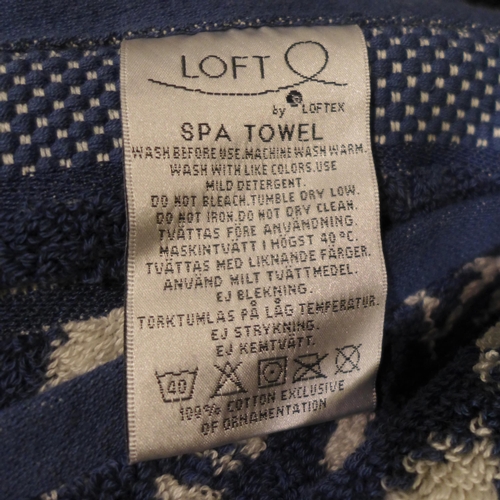 LOFT
by LOFTEX
SPA TOWEL
WASH BEFORE USE.MACHINE WASH WARM.
WASH WITH LIKE COLORS.USE
MILD DETERGENT.
DO NOT BLEACH.TUMBLE DRY LOW.
DO NOT IRON.DO NOT DRY CLEAN.
TVÄTTAS FÖRE ANVÄNDNING.
MASKINTVÄTT I HÖGST 40 °C.
TVÄTTAS MED LIKNANDE FÄRGER.
ANVÄND MILT TVÄTTMEDEL.
EJ BLEKNING.
TORKTUMLAS PÅ LÅG TEMPERATUR.
EJ STRYKNING.
EJ KEMTVÄTT.
40
100% COTTON EXCLUSIVE
OF ORNAMENTATION